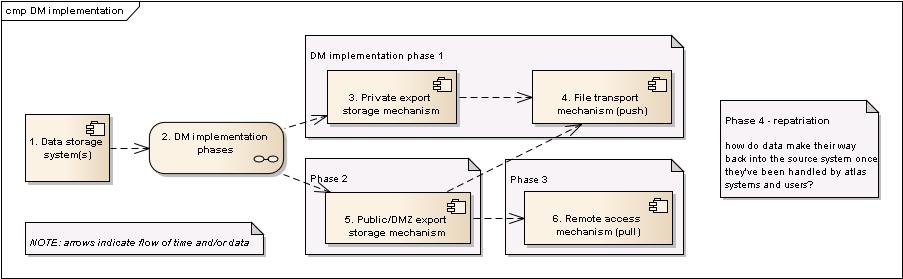 cmp DM implementation
DM implementation phase 1
3. Private export
storage mechanism
4. File transport
mechanism (push)
1. Data storage
system(s)
2. DM implementation
phases
Phase 2
5. Public/DMZ export
storage mechanism
Phase 3
6. Remote access
mechanism (pull)
Phase 4 - repatriation
how do data make their way
back into the source system once
they've been handled by atlas
systems and users?
NOTE: arrows indicate flow of time and/or data